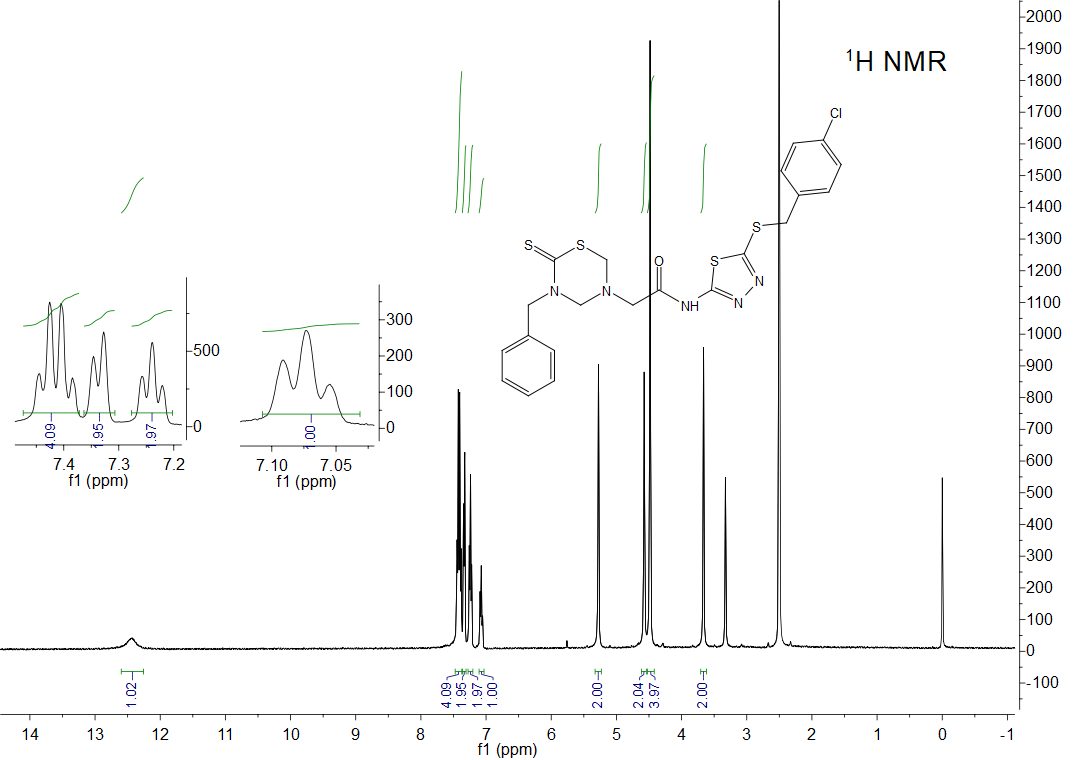 ¹H NMR
2000
1900
1800
1700
1600
1500
1400
1300
1200
1100
1000
900
800
700
600
500
400
300
200
100
0
-100
Cl
S
N
N
S
O
NH
N
S
S
N
500
0
4.09
1.95
1.97
7.4 7.3 7.2
f1 (ppm)
300
200
100
0
1.00
7.10 7.05
f1 (ppm)
1.02
4.09
1.95
1.97
1.00
2.00
2.04
3.97
2.00
14 13 12 11 10 9 8 7 6 5 4 3 2 1 0 -1
f1 (ppm)